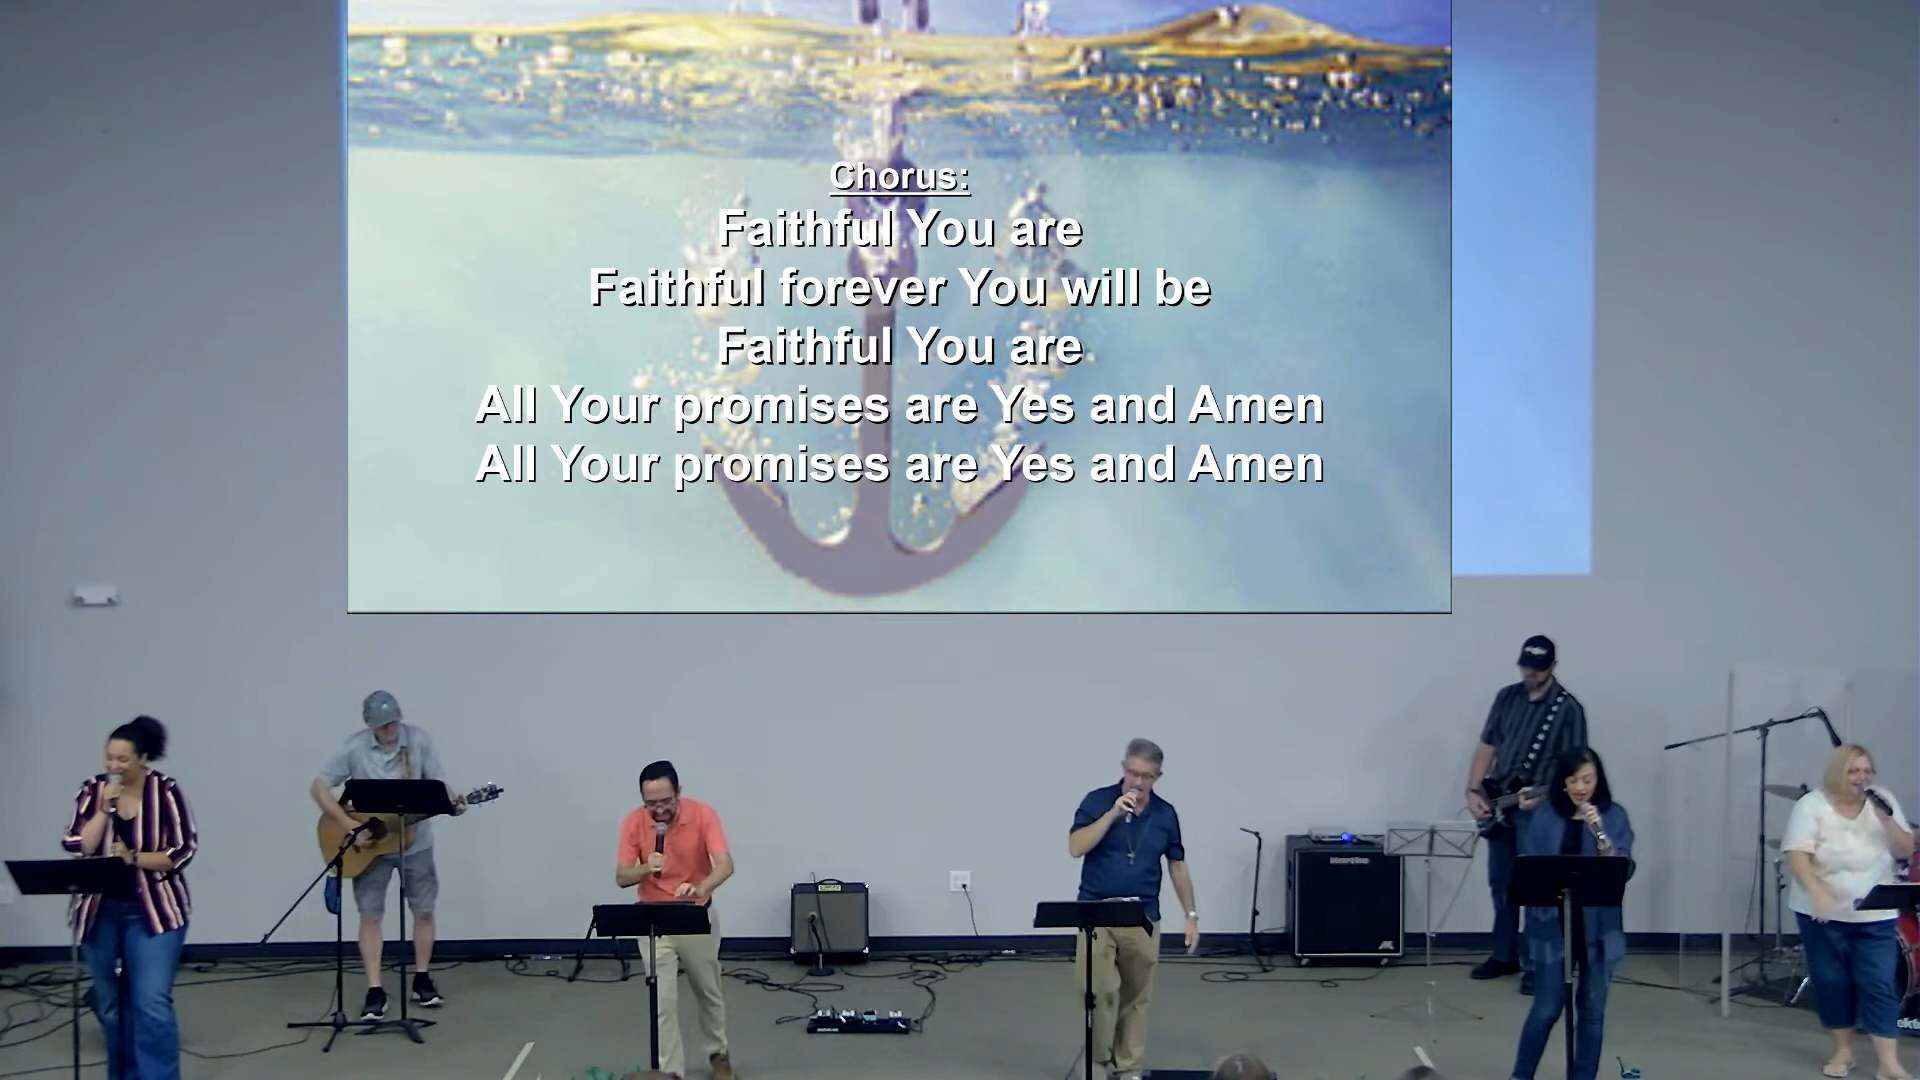 Chorus:
Faithful You are
Faithful forever You will be
Faithful You are
All Your promises are Yes and Amen
All Your promises are Yes and Amen
Hartke